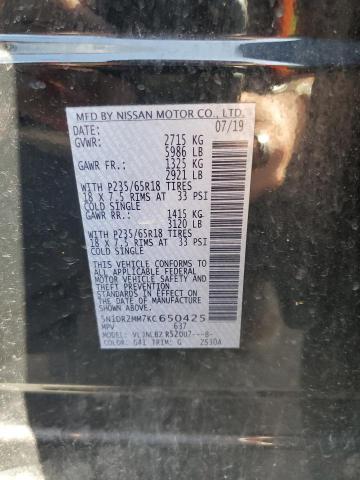 MFD BY NISSAN MOTOR CO., LTD.
DATE: 07/19
GVWR: 2715 KG
5986 LB
GAWR FR.: 1325 KG
2921 LB
WITH P235/65R18 TIRES
18 X 7.5 RIMS AT 33 PSI
COLD SINGLE
GAWR RR.: 1415 KG
3120 LB
WITH P235/65R18 TIRES
18 X 7.5 RIMS AT 33 PSI
COLD SINGLE
THIS VEHICLE CONFORMS TO ALL
APPLICABLE FEDERAL MOTOR
VEHICLE SAFETY STANDARDS IN
EFFECT ON THE DATE OF
MANUFACTURE SHOWN ABOVE.
5N1DR2MM7KC650425
MPV 637
COLOR: G41 TRIM: G